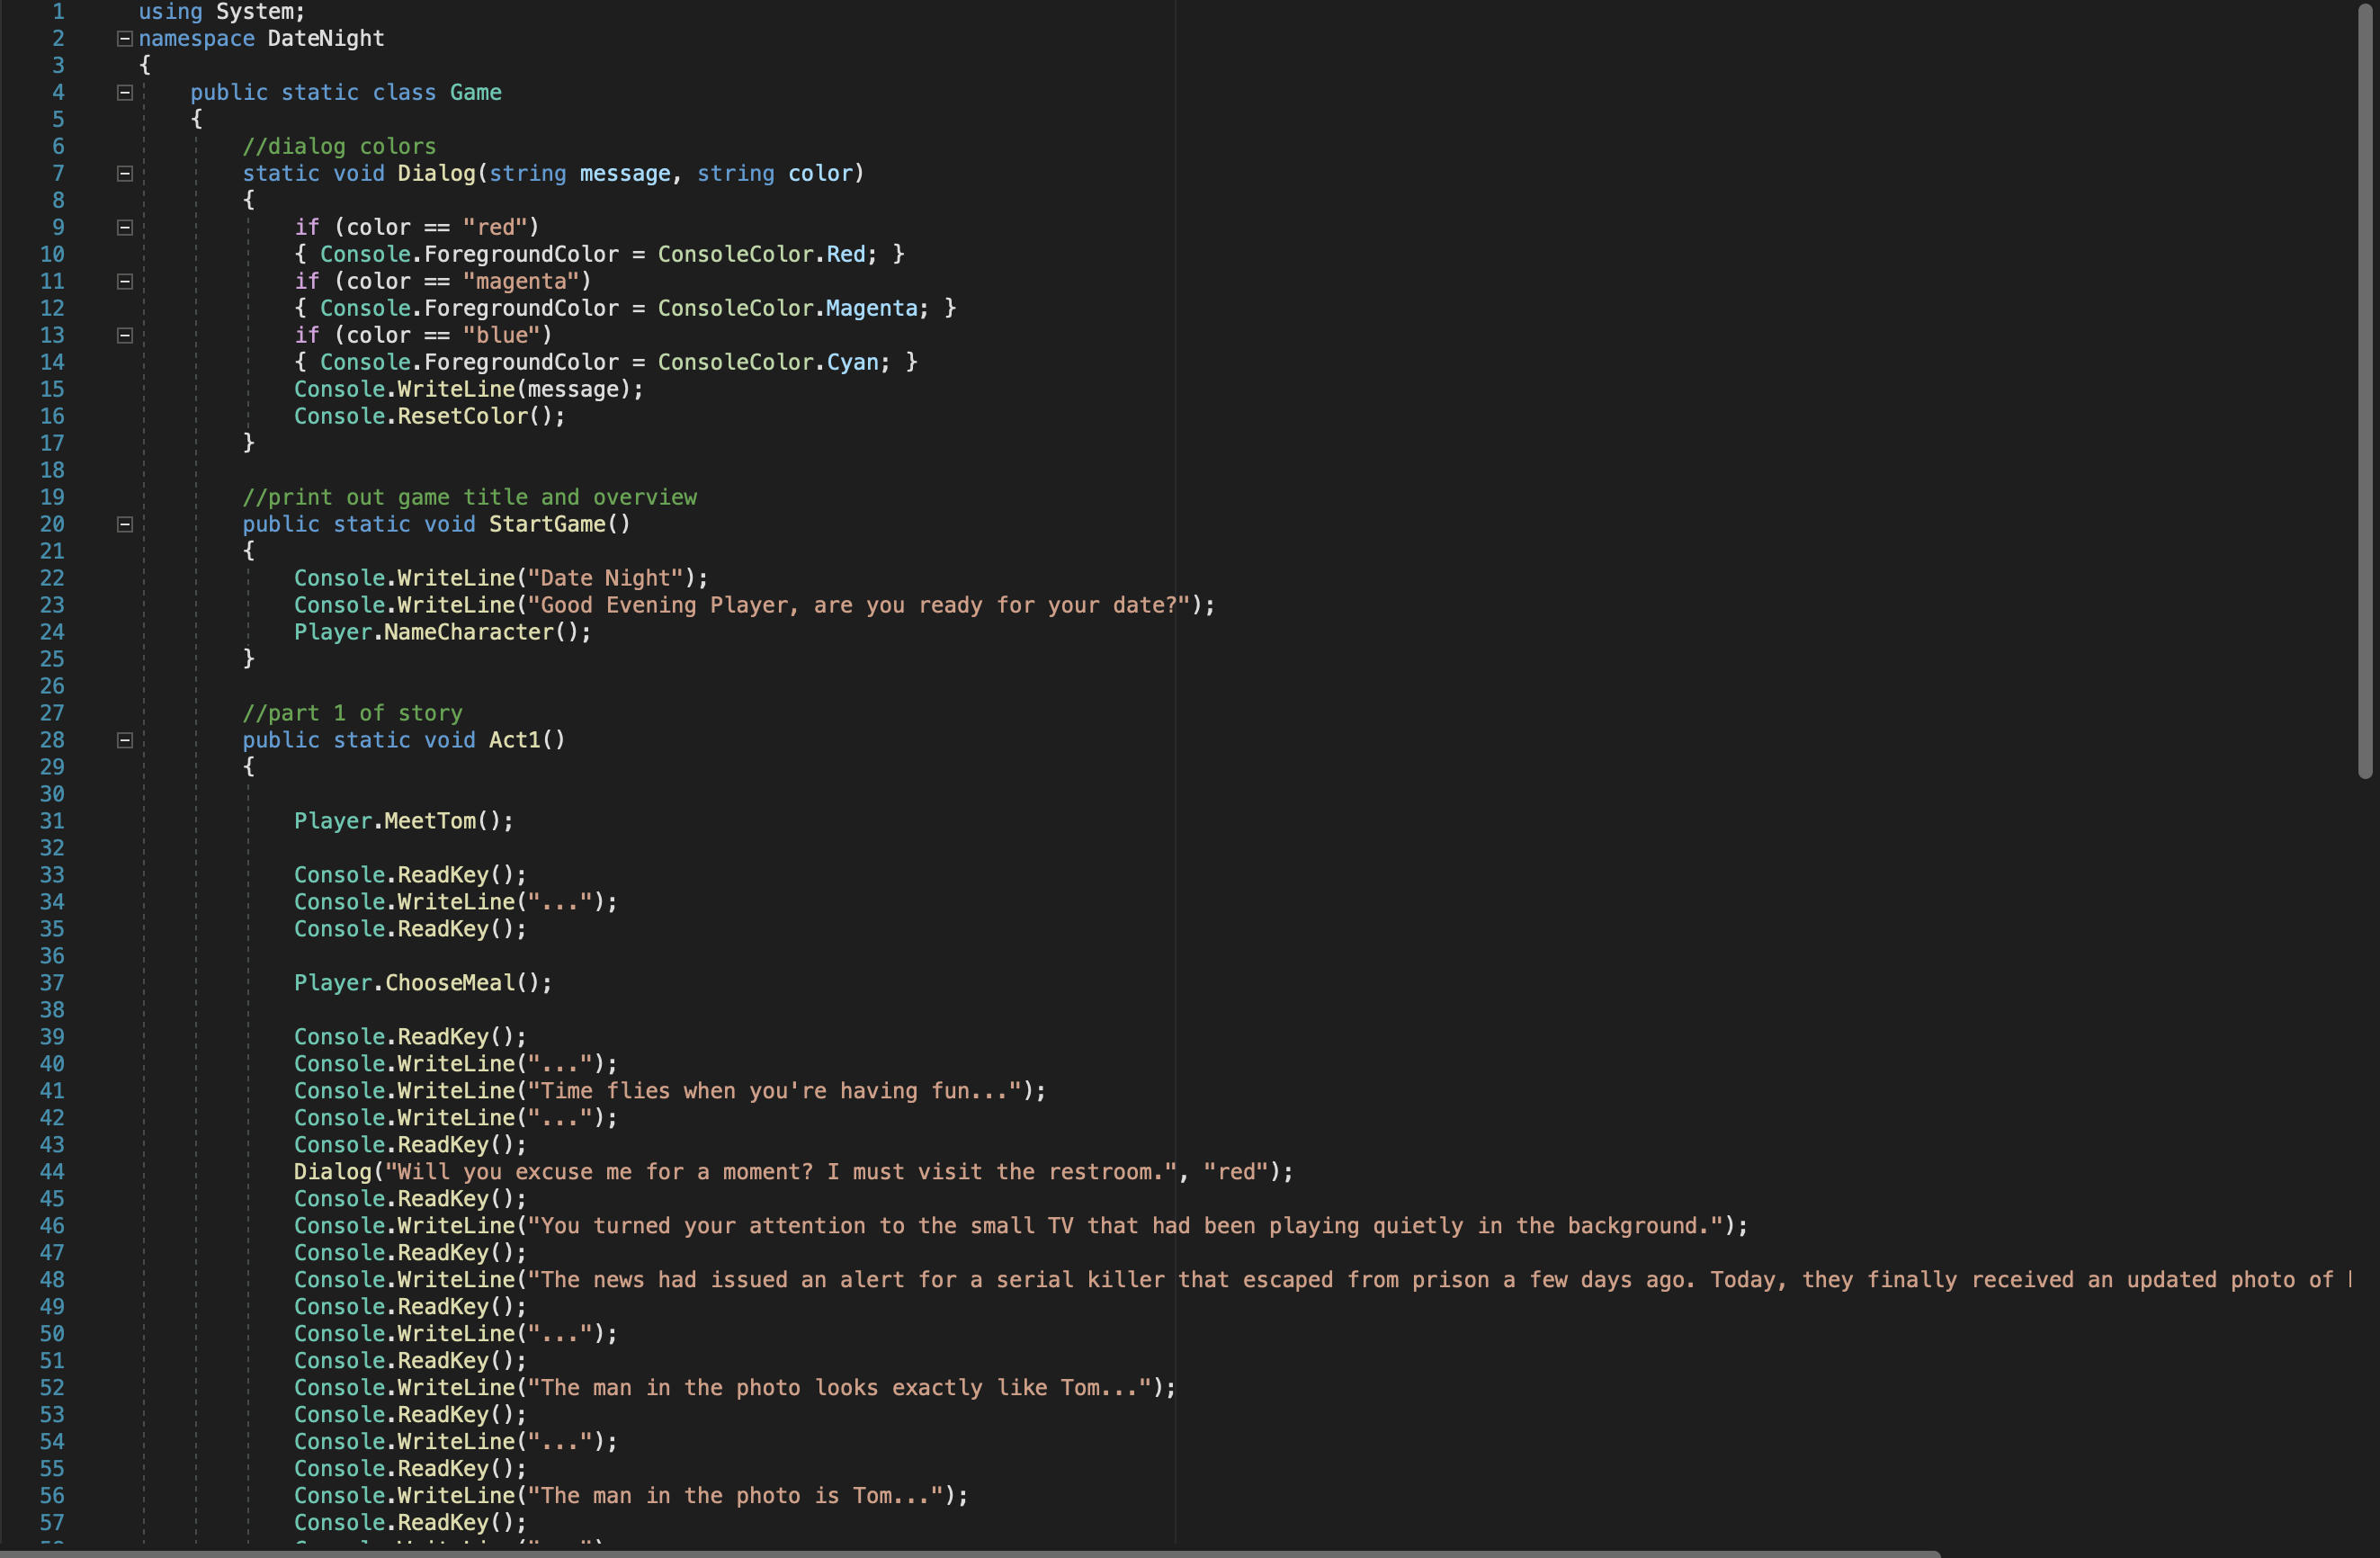 1 using System;
2 namespace DateNight
3 {
4 public static class Game
5 {
6 //dialog colors
7 static void Dialog(string message, string color)
8 {
9 if (color == "red")
10 { Console.ForegroundColor = ConsoleColor.Red; }
11 if (color == "magenta")
12 { Console.ForegroundColor = ConsoleColor.Magenta; }
13 if (color == "blue")
14 { Console.ForegroundColor = ConsoleColor.Cyan; }
15 Console.WriteLine(message);
16 Console.ResetColor();
17 }
18
19 //print out game title and overview
20 public static void StartGame()
21 {
22 Console.WriteLine("Date Night");
23 Console.WriteLine("Good Evening Player, are you ready for your date?");
24 Player.NameCharacter();
25 }
26
27 //part 1 of story
28 public static void Act1()
29 {
30
31 Player.MeetTom();
32
33 Console.ReadKey();
34 Console.WriteLine("...");
35 Console.ReadKey();
36
37 Player.ChooseMeal();
38
39 Console.ReadKey();
40 Console.WriteLine("...");
41 Console.WriteLine("Time flies when you're having fun...");
42 Console.WriteLine("...");
43 Console.ReadKey();
44 Dialog("Will you excuse me for a moment? I must visit the restroom.", "red");
45 Console.ReadKey();
46 Console.WriteLine("You turned your attention to the small TV that had been playing quietly in the background.");
47 Console.ReadKey();
48 Console.WriteLine("The news had issued an alert for a serial killer that escaped from prison a few days ago. Today, they finally received an updated photo of
49 Console.ReadKey();
50 Console.WriteLine("...");
51 Console.ReadKey();
52 Console.WriteLine("The man in the photo looks exactly like Tom...");
53 Console.ReadKey();
54 Console.WriteLine("...");
55 Console.ReadKey();
56 Console.WriteLine("The man in the photo is Tom...");
57 Console.ReadKey();